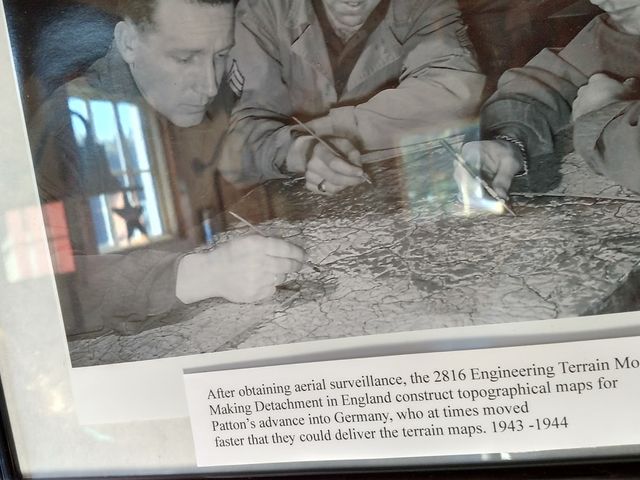 After obtaining aerial surveillance, the 2816 Engineering Terrain
Making Detachment in England construct topographical maps for
Patton's advance into Germany, who at times moved
faster that they could deliver the terrain maps. 1943 -1944